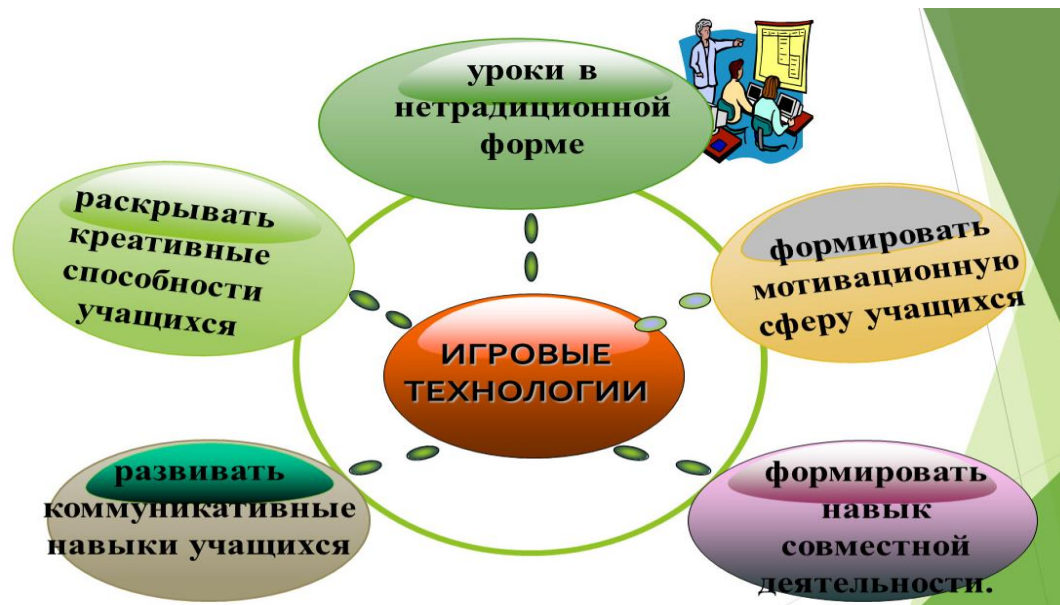 уроки в
нетрадиционной
форме
раскрывать
креативные
способности
учащихся
формировать
мотивационную
сферу учащихся
ИГРОВЫЕ
ТЕХНОЛОГИИ
развивать
коммуникативные
навыки учащихся
формировать
навык
совместной
деятельности.